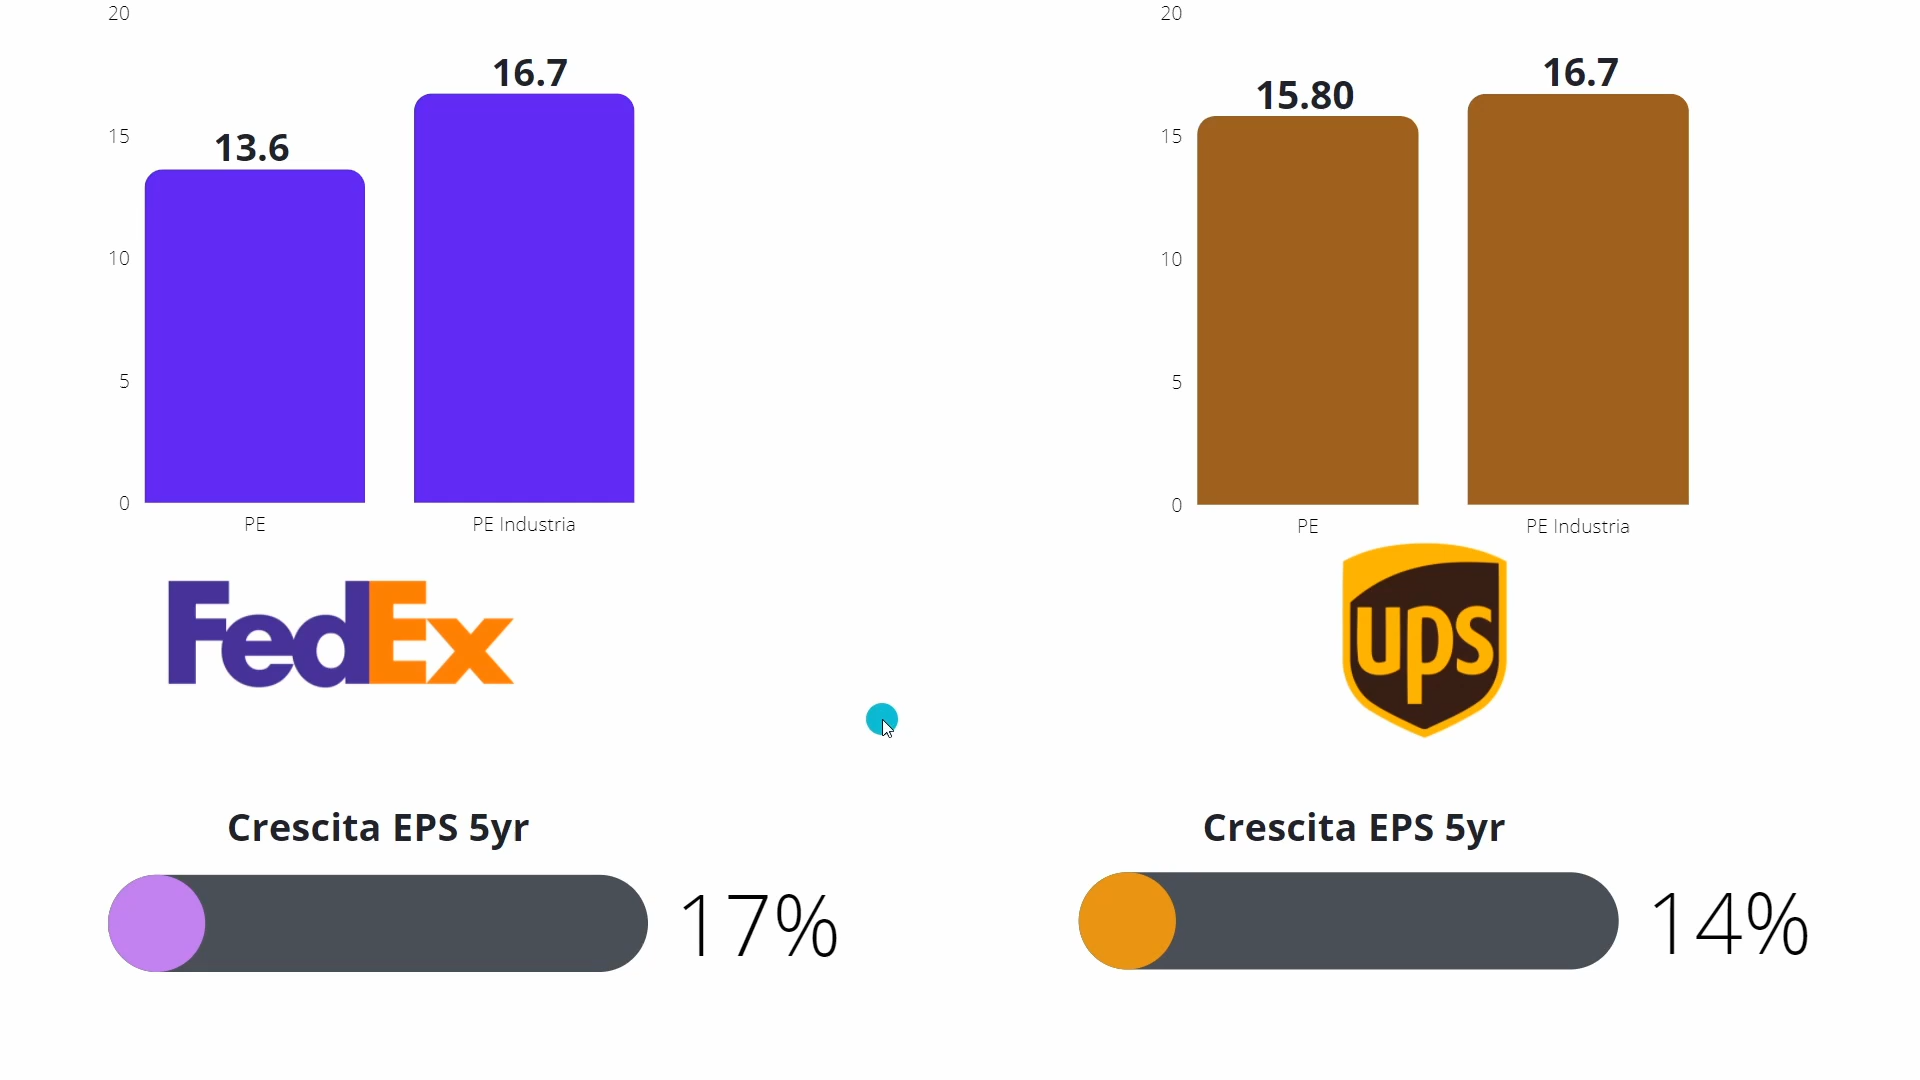 20
16.7
15
13.6
10
5
0
PE
PE Industria
FedEx
Crescita EPS 5yr
17%
20
16.7
15.80
15
10
5
0
PE
PE Industria
ups
Crescita EPS 5yr
14%